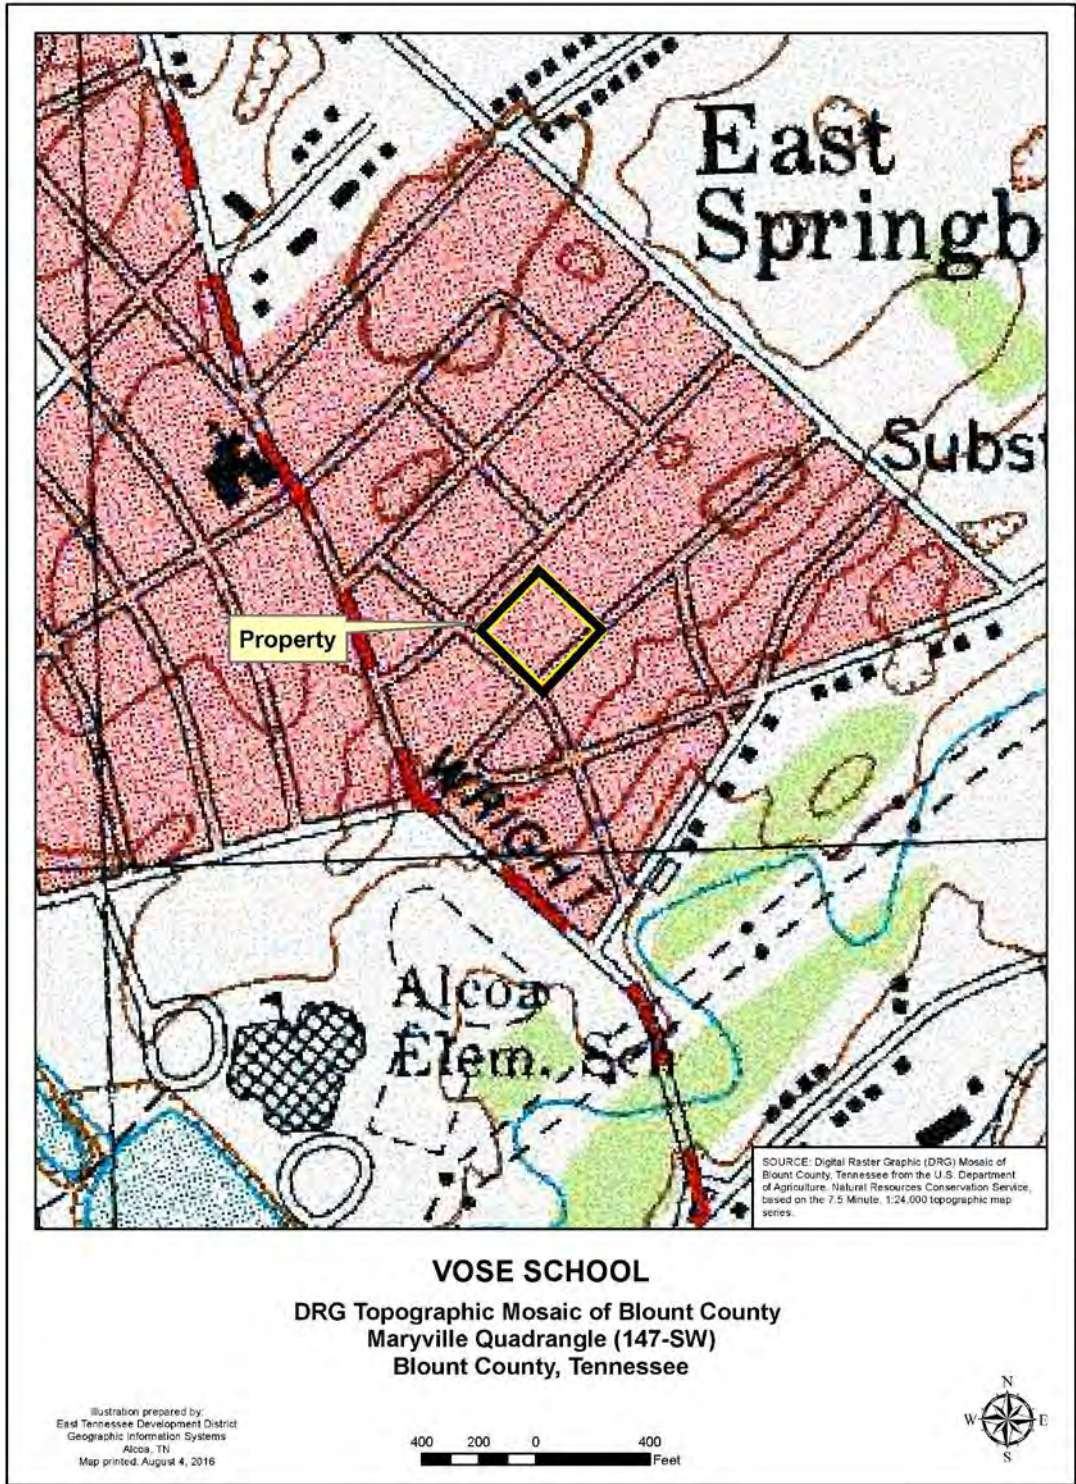 East
Springb
Subst
Property
WRIGHT
Alcoa
Elem. Sch
SOURCE: Digital Raster Graphic (DRG) Mosaic of
Blount County, Tennessee from the U.S. Department
of Agriculture, Natural Resources Conservation Service,
based on the 7.5 Minute, 1:24,000 topographic map
series.
VOSE SCHOOL
DRG Topographic Mosaic of Blount County
Maryville Quadrangle (147-SW)
Blount County, Tennessee
Illustration prepared by:
East Tennessee Development District
Geographic Information Systems
Alcoa, TN
Map printed: August 4, 2016
400 200 0 400
Feet
N
W E
S